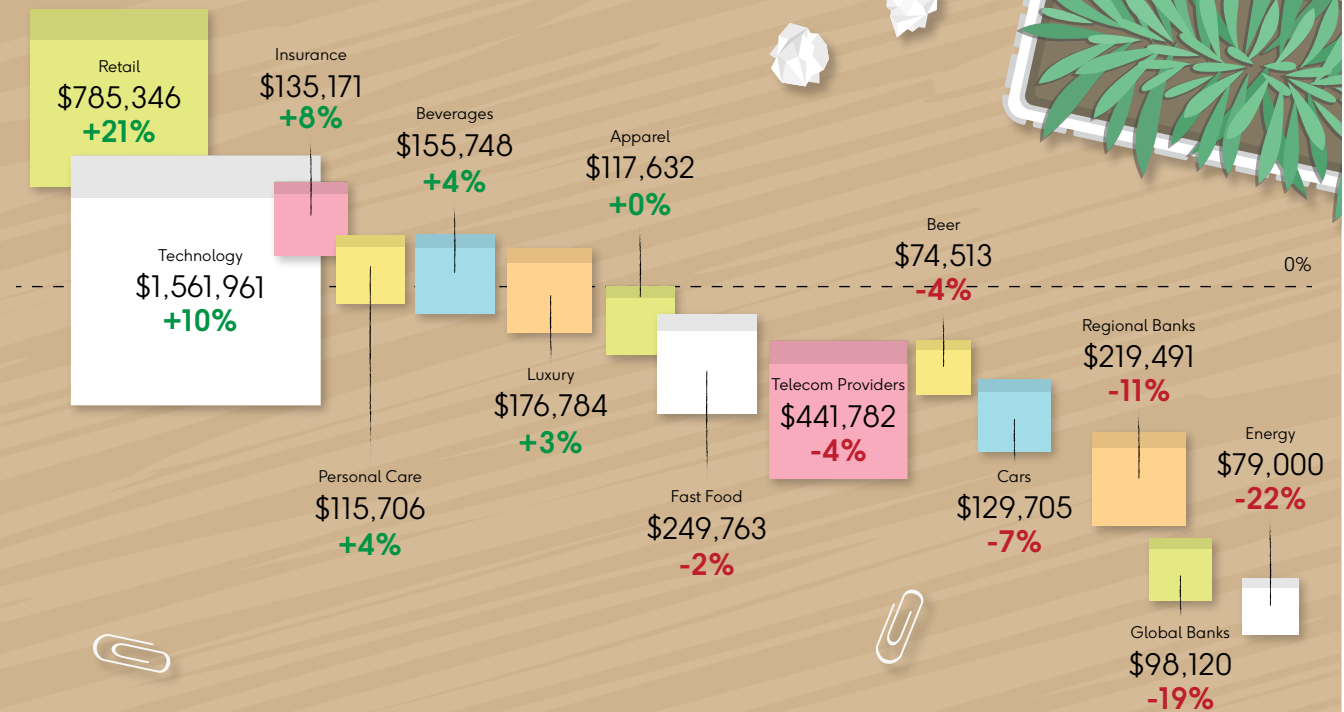 Retail
$785,346
+21%
Insurance
$135,171
+8%
Beverages
$155,748
+4%
Apparel
$117,632
+0%
Beer
$74,513
-4%
0%
Technology
$1,561,961
+10%
Luxury
$176,784
+3%
Telecom Providers
$441,782
-4%
Regional Banks
$219,491
-11%
Personal Care
$115,706
+4%
Fast Food
$249,763
-2%
Cars
$129,705
-7%
Energy
$79,000
-22%
Global Banks
$98,120
-19%